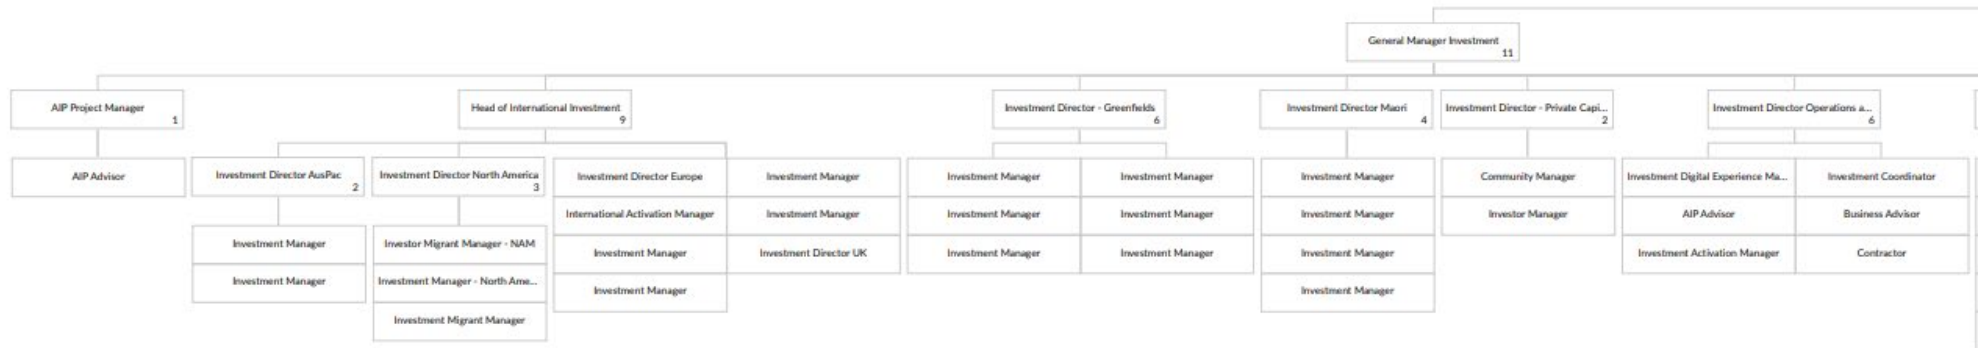 General Manager Investment
11
AIP Project Manager
1
Head of International Investment
9
Investment Director - Greenfields
6
Investment Director Maori
4
Investment Director - Private Capi...
2
Investment Director Operations a...
6
AIP Advisor
Investment Director AusPac
2
Investment Director North America
3
Investment Director Europe
Investment Manager
Investment Manager
Investment Manager
Investment Manager
Community Manager
Investment Digital Experience Ma...
Investment Coordinator
International Activation Manager
Investment Manager
Investment Manager
Investment Manager
Investment Manager
Investor Manager
AIP Advisor
Business Advisor
Investment Manager
Investor Migrant Manager - NAM
Investment Manager
Investment Director UK
Investment Manager
Investment Manager
Investment Manager
Investment Activation Manager
Contractor
Investment Manager
Investment Manager - North Ame...
Investment Manager
Investment Manager
Investment Migrant Manager